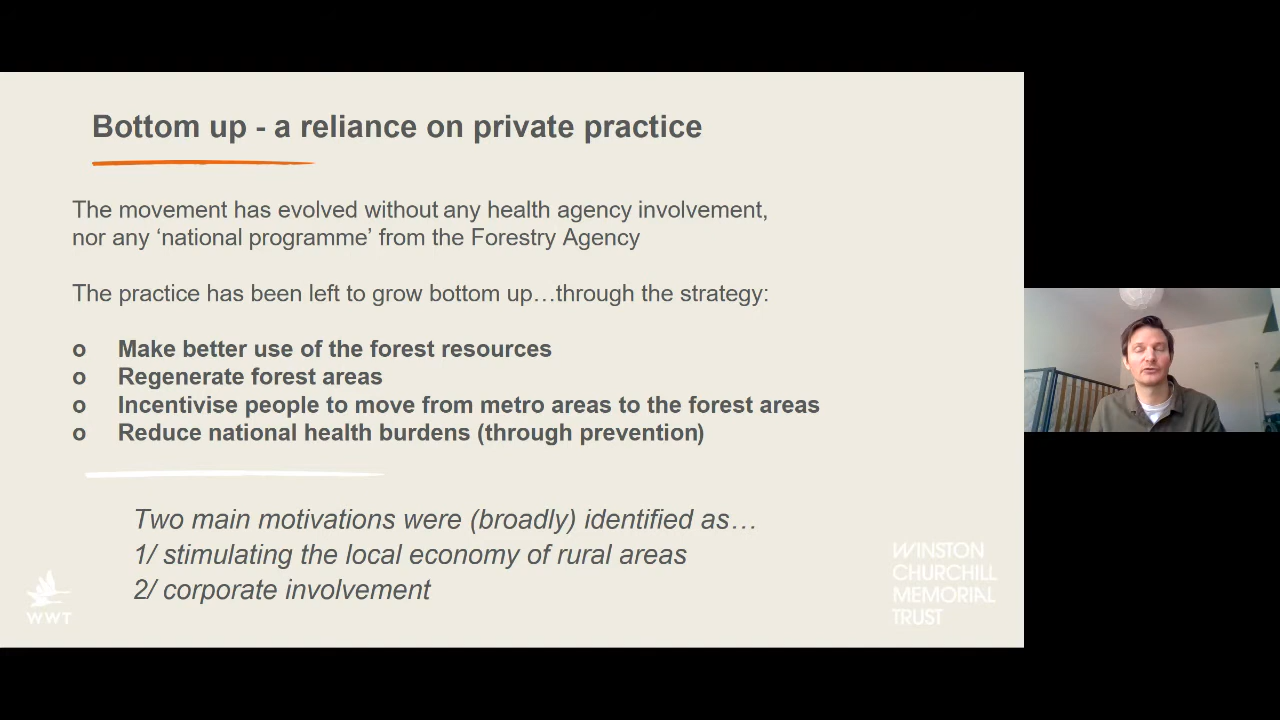 Bottom up - a reliance on private practice
The movement has evolved without any health agency involvement,
nor any ‘national programme’ from the Forestry Agency
The practice has been left to grow bottom up…through the strategy:
o Make better use of the forest resources
o Regenerate forest areas
o Incentivise people to move from metro areas to the forest areas
o Reduce national health burdens (through prevention)
Two main motivations were (broadly) identified as…
1/ stimulating the local economy of rural areas
2/ corporate involvement
WWT
WINSTON
CHURCHILL
MEMORIAL
TRUST